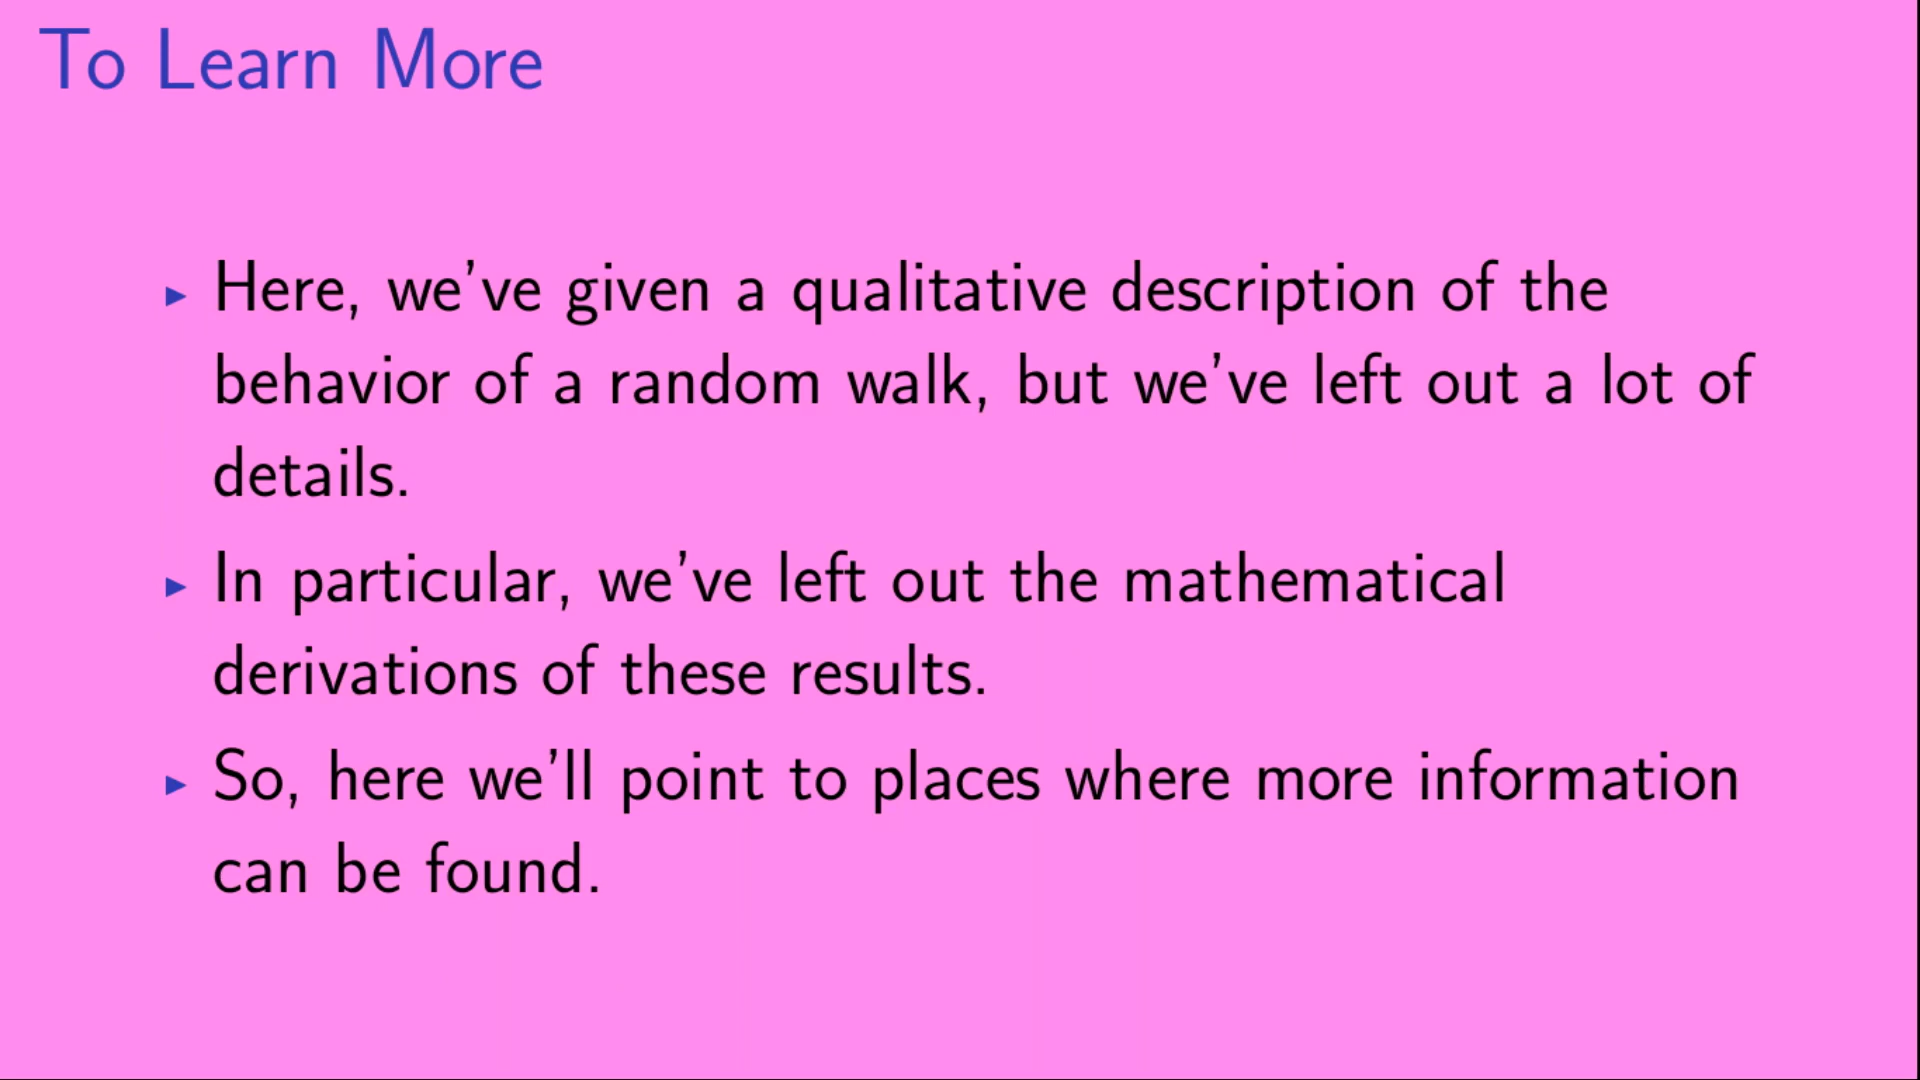 To Learn More
▶ Here, we've given a qualitative description of the
behavior of a random walk, but we've left out a lot of
details.
▶ In particular, we've left out the mathematical
derivations of these results.
▶ So, here we'll point to places where more information
can be found.